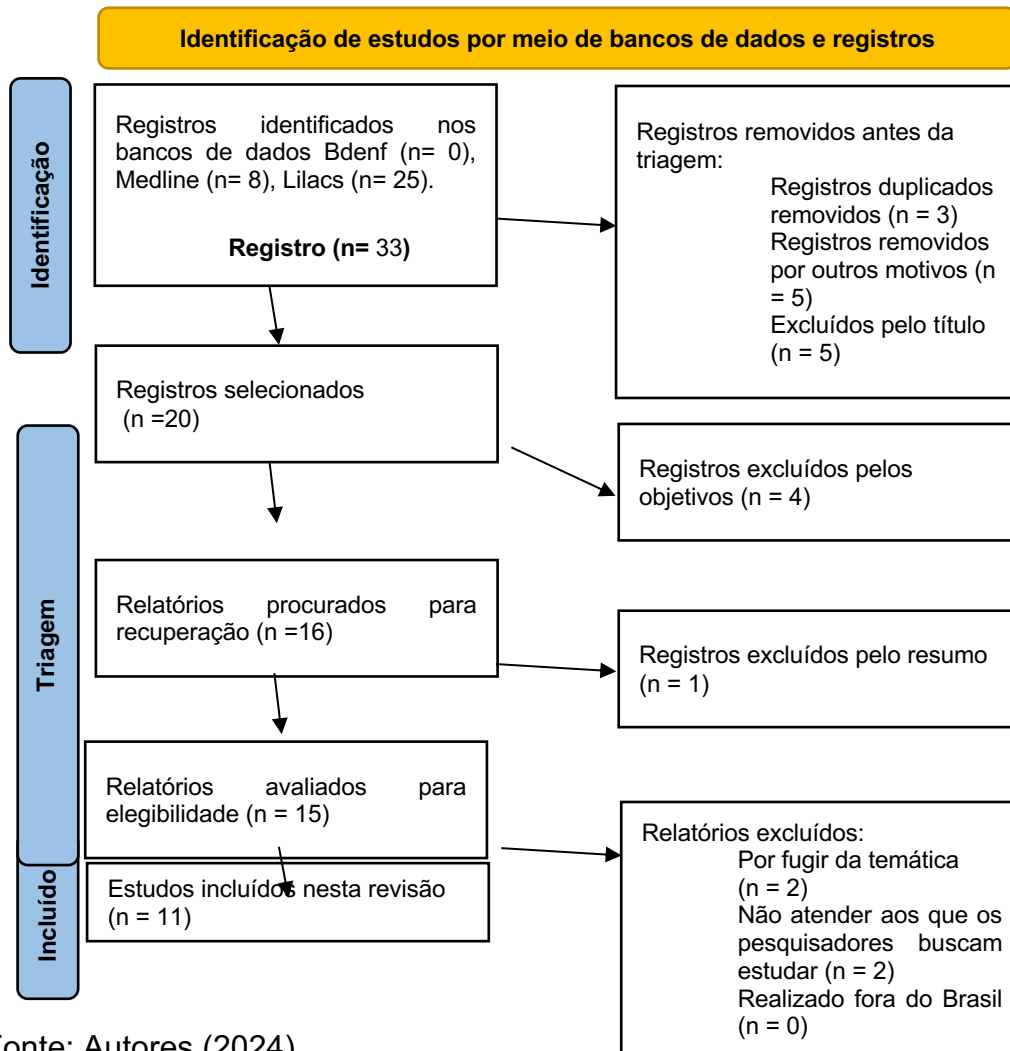 Identificação de estudos por meio de bancos de dados e registros
Identificação
Registros identificados nos
bancos de dados Bdenf (n= 0),
Medline (n= 8), Lilacs (n= 25).
Registro (n= 33)
Registros removidos antes da
triagem:
Registros duplicados
removidos (n = 3)
Registros removidos
por outros motivos (n
= 5)
Excluídos pelo título
(n = 5)
Registros selecionados
(n =20)
Registros excluídos pelos
objetivos (n = 4)
Triagem
Relatórios procurados para
recuperação (n =16)
Registros excluídos pelo resumo
(n = 1)
Relatórios avaliados para
elegibilidade (n = 15)
Relatórios excluídos:
Por fugir da temática
(n = 2)
Não atender aos que os
pesquisadores buscam
estudar (n = 2)
Realizado fora do Brasil
(n = 0)
Incluído
Estudos incluídos nesta revisão
(n = 11)
Fonte: Autores (2024)